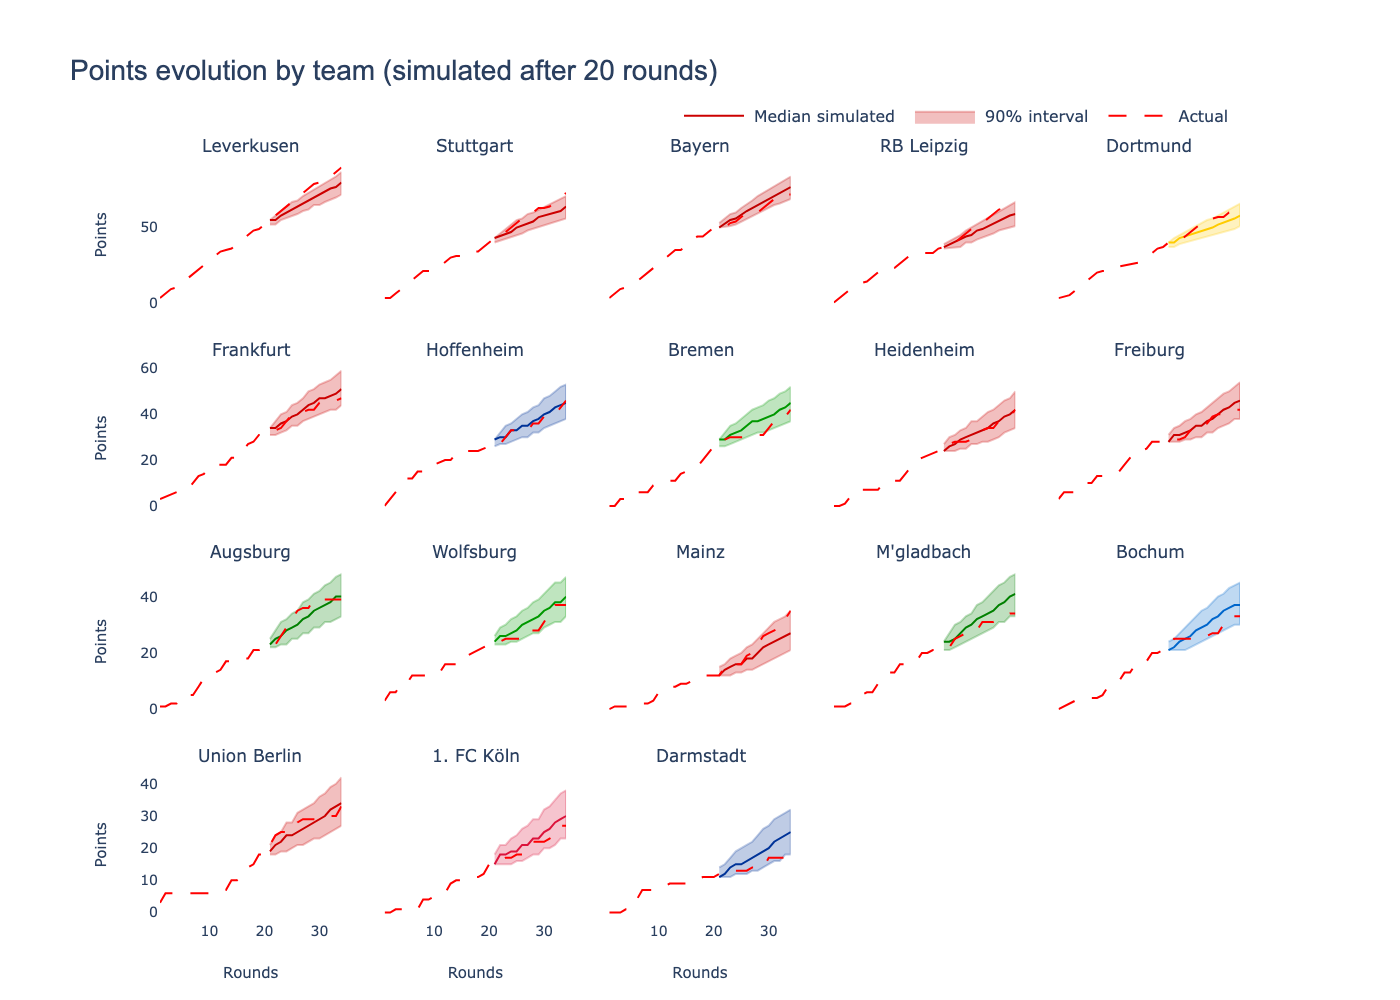 Points evolution by team (simulated after 20 rounds)
Median simulated 90% interval Actual
Leverkusen Stuttgart Bayern RB Leipzig Dortmund
Points
50
0
Frankfurt Hoffenheim Bremen Heidenheim Freiburg
Points
60
40
20
0
Augsburg Wolfsburg Mainz M'gladbach Bochum
Points
40
20
0
Union Berlin 1. FC Köln Darmstadt
Points
40
30
20
10
0
10 20 30 10 20 30 10 20 30
Rounds Rounds Rounds